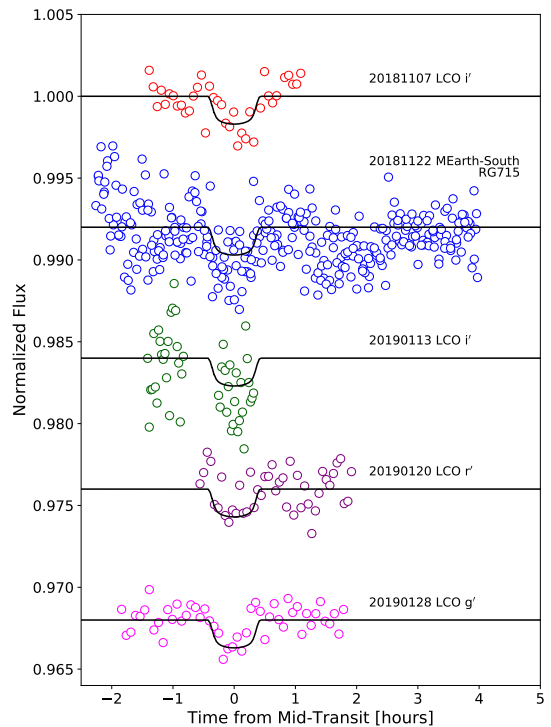 1.005
20181107 LCO i′
1.000
20181122 MEarth-South
RG715
0.995
0.990
20190113 LCO i′
0.985
0.980
20190120 LCO r′
0.975
20190128 LCO g′
0.970
0.965
Normalized Flux
−2 −1 0 1 2 3 4 5
Time from Mid-Transit [hours]